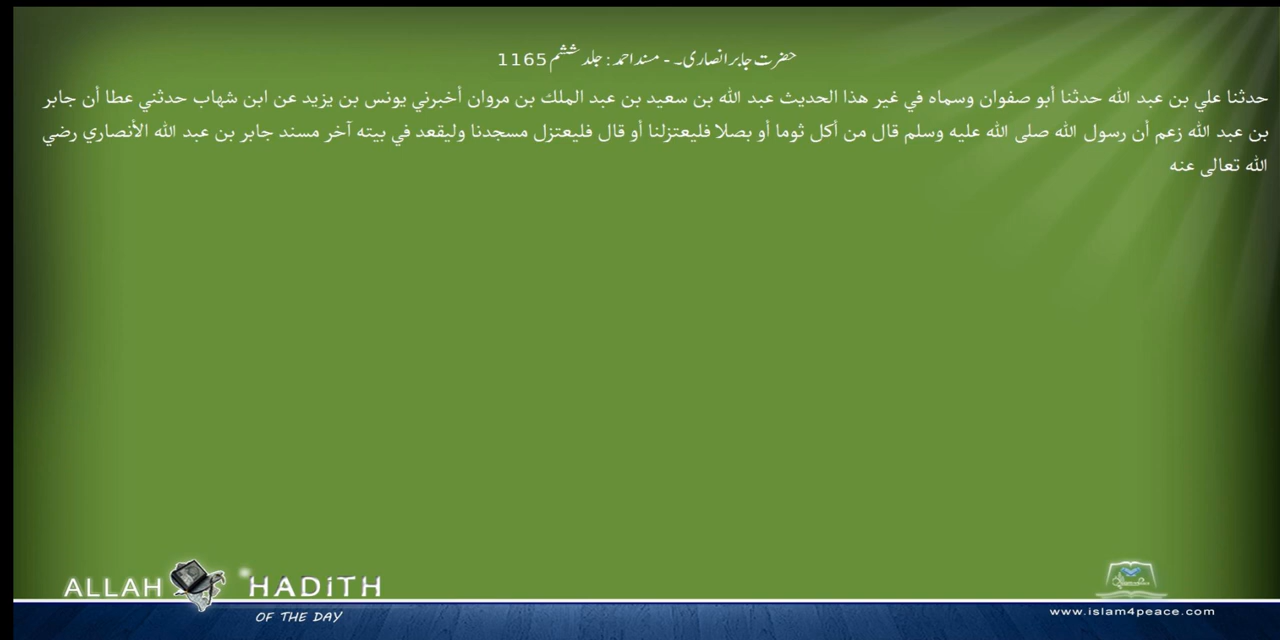 حضرت جابر انصاری۔ - مسند احمد: جلد ششم 1165
حدثنا علي بن عبد الله حدثنا أبو صفوان وسماه في غير هذا الحديث عبد الله بن سعيد بن عبد الملك بن مروان أخبرني يونس بن يزيد عن ابن شهاب حدثني عطا أن جابر
بن عبد الله زعم أن رسول الله صلى الله عليه وسلم قال من أكل ثوما أو بصلا فليعتزلنا أو قال فليعتزل مسجدنا وليقعد في بيته آخر مسند جابر بن عبد الله الأنصاري رضي
الله تعالى عنه
ALLAH HADITH
OF THE DAY
www.islam4peace.com